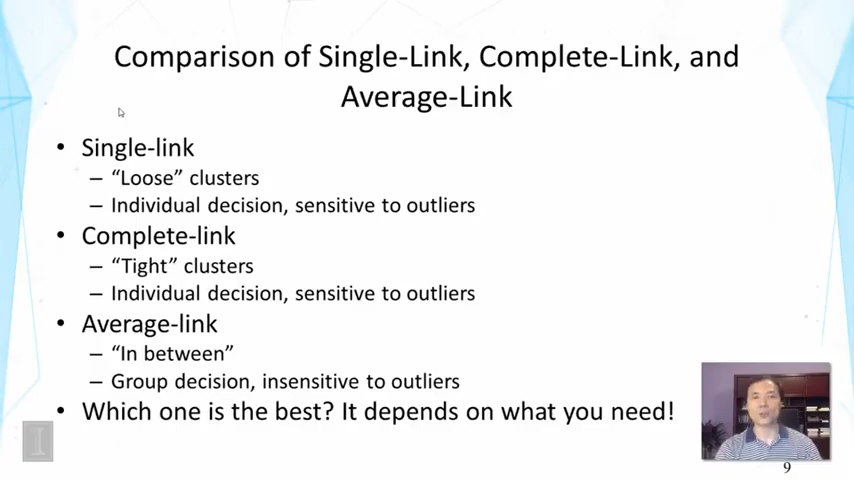 Comparison of Single-Link, Complete-Link, and
Average-Link
• Single-link
– “Loose” clusters
– Individual decision, sensitive to outliers
• Complete-link
– “Tight” clusters
– Individual decision, sensitive to outliers
• Average-link
– “In between”
– Group decision, insensitive to outliers
• Which one is the best? It depends on what you need!
I
9